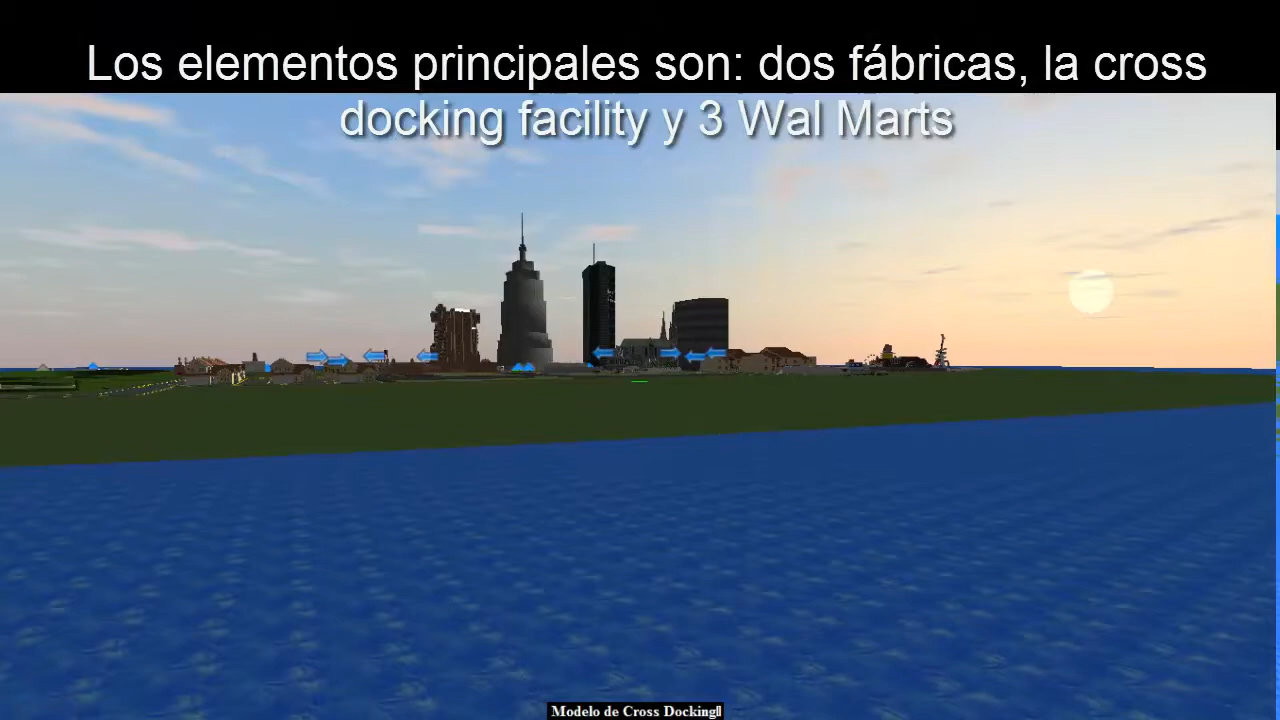 Los elementos principales son: dos fábricas, la cross
docking facility y 3 Wal Marts
Modelo de Cross Docking